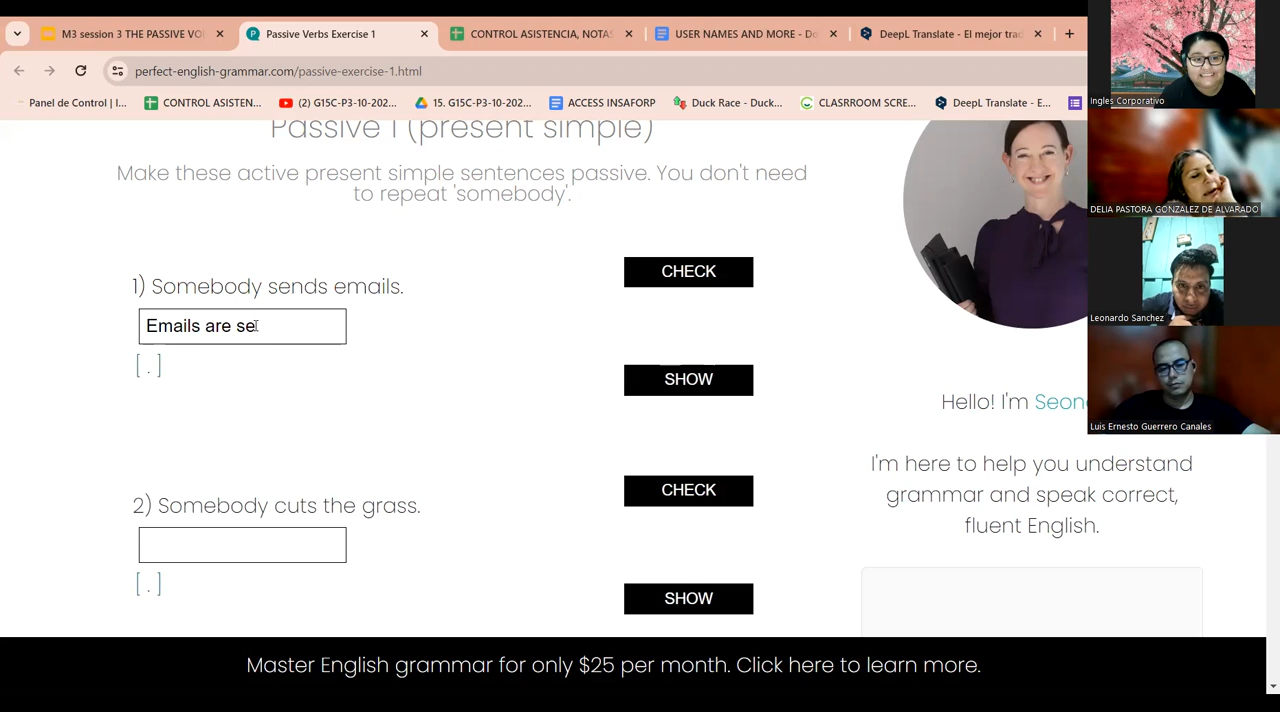 M3 session 3 THE PASSIVE VO
Passive Verbs Exercise 1
CONTROL ASISTENCIA, NOTAS
USER NAMES AND MORE - Do
DeepL Translate - El mejor trad
perfect-english-grammar.com/passive-exercise-1.html
Panel de Control | I...
CONTROL ASISTEN...
(2) G15C-P3-10-202...
15. G15C-P3-10-202...
ACCESS INSAFORP
Duck Race - Duck...
CLASRROOM SCRE...
DeepL Translate - E...
Passive 1 (present simple)
Make these active present simple sentences passive. You don't need
to repeat 'somebody'.
1) Somebody sends emails.
CHECK
Emails are se
[ . ]
SHOW
2) Somebody cuts the grass.
CHECK
[ . ]
SHOW
Hello! I'm Seon
I'm here to help you understand
grammar and speak correct,
fluent English.
Master English grammar for only $25 per month. Click here to learn more.
Ingles Corporativo
DELIA PASTORA GONZALEZ DE ALVARADO
Leonardo Sanchez
Luis Ernesto Guerrero Canales